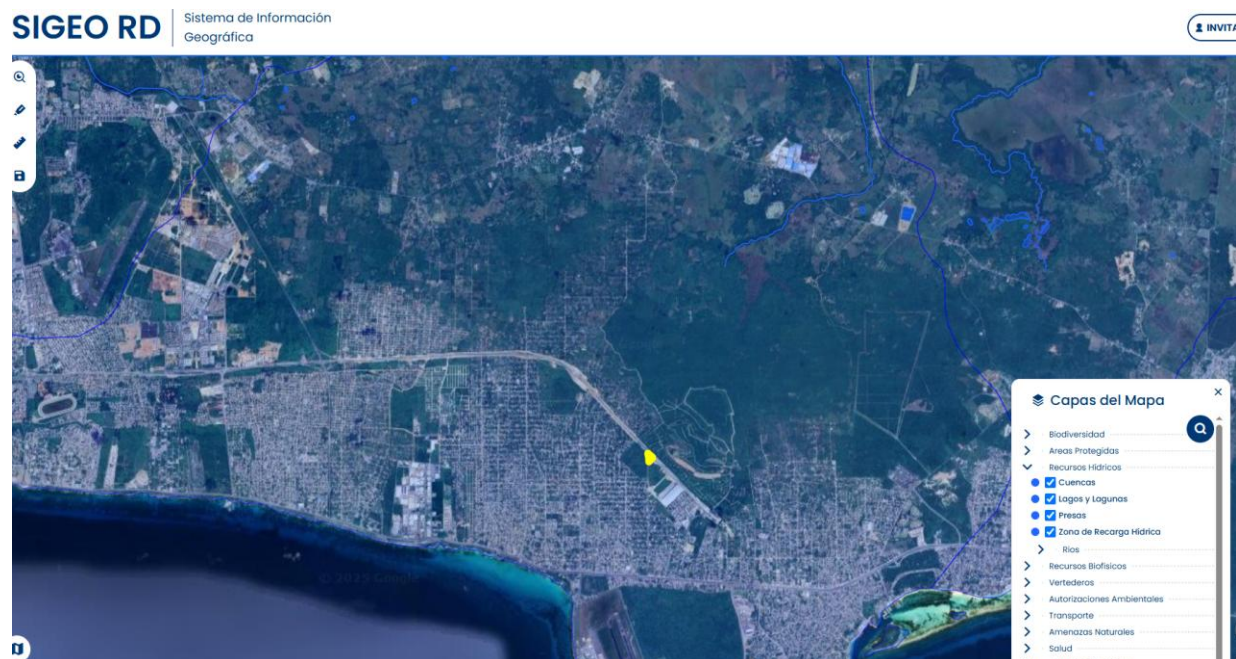 SIGEO RD
Sistema de Información
Geográfica
INVITA
© 2025 Google
Capas del Mapa
Biodiversidad
Areas Protegidas
Recursos Hídricos
Cuencas
Lagos y Lagunas
Presas
Zona de Recarga Hídrica
Rios
Recursos Biofisicos
Vertederos
Autorizaciones Ambientales
Transporte
Amenazas Naturales
Salud